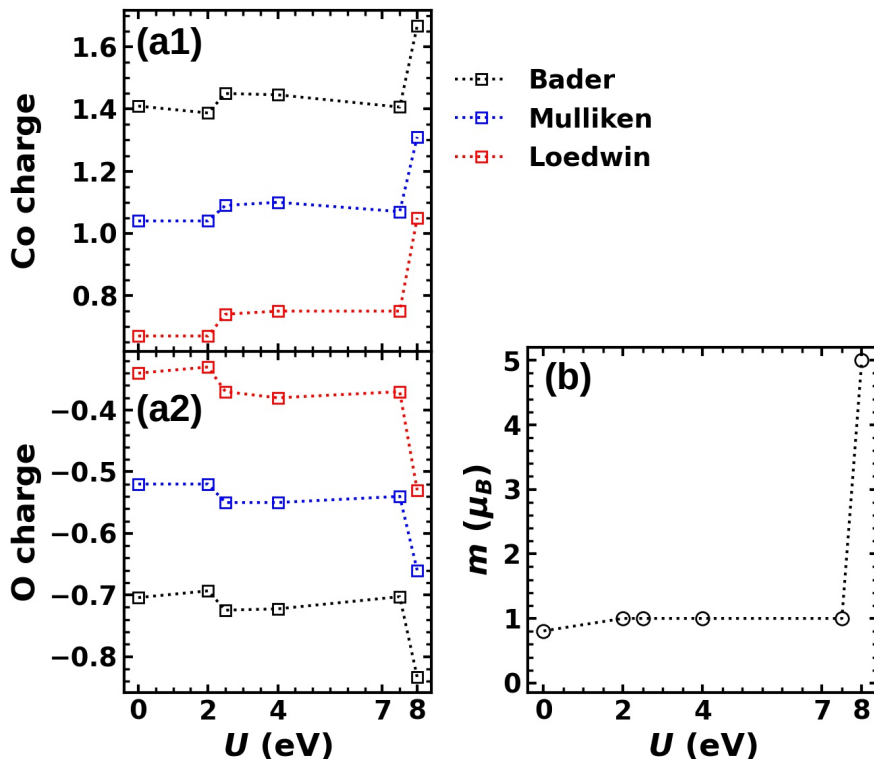 (a1)
Co charge
1.6
1.4
1.2
1.0
0.8
Bader
Mulliken
Loedwin
(a2)
O charge
−0.4
−0.5
−0.6
−0.7
−0.8
0 2 4 7 8
U (eV)
(b)
m (μB)
5
4
3
2
1
0
0 2 4 7 8
U (eV)